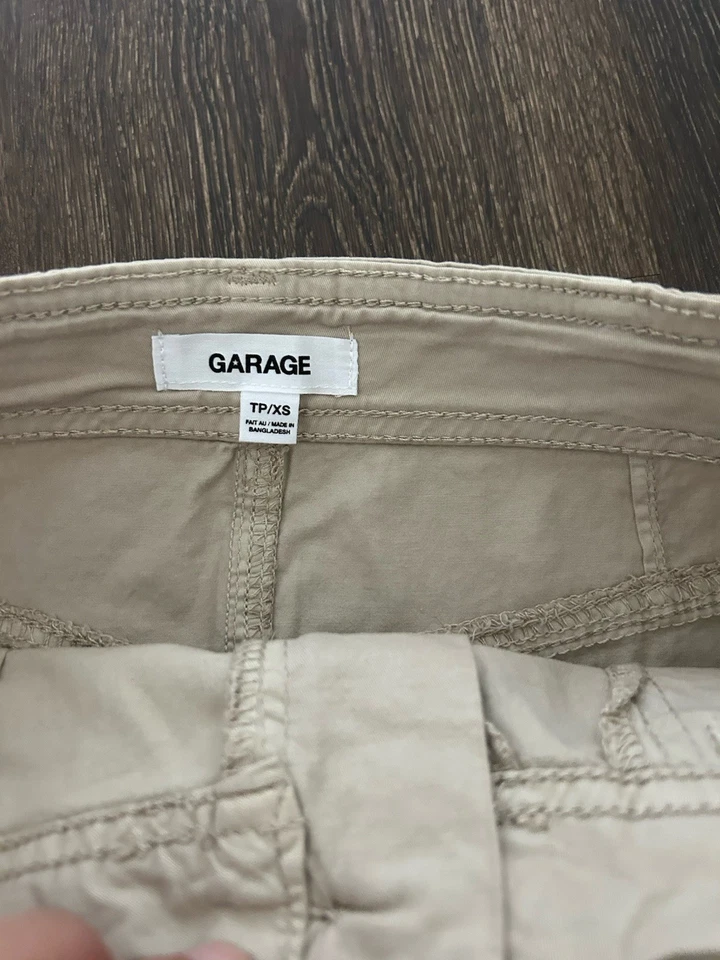 GARAGE
TP/XS
FAIT AU / MADE IN
BANGLADESH